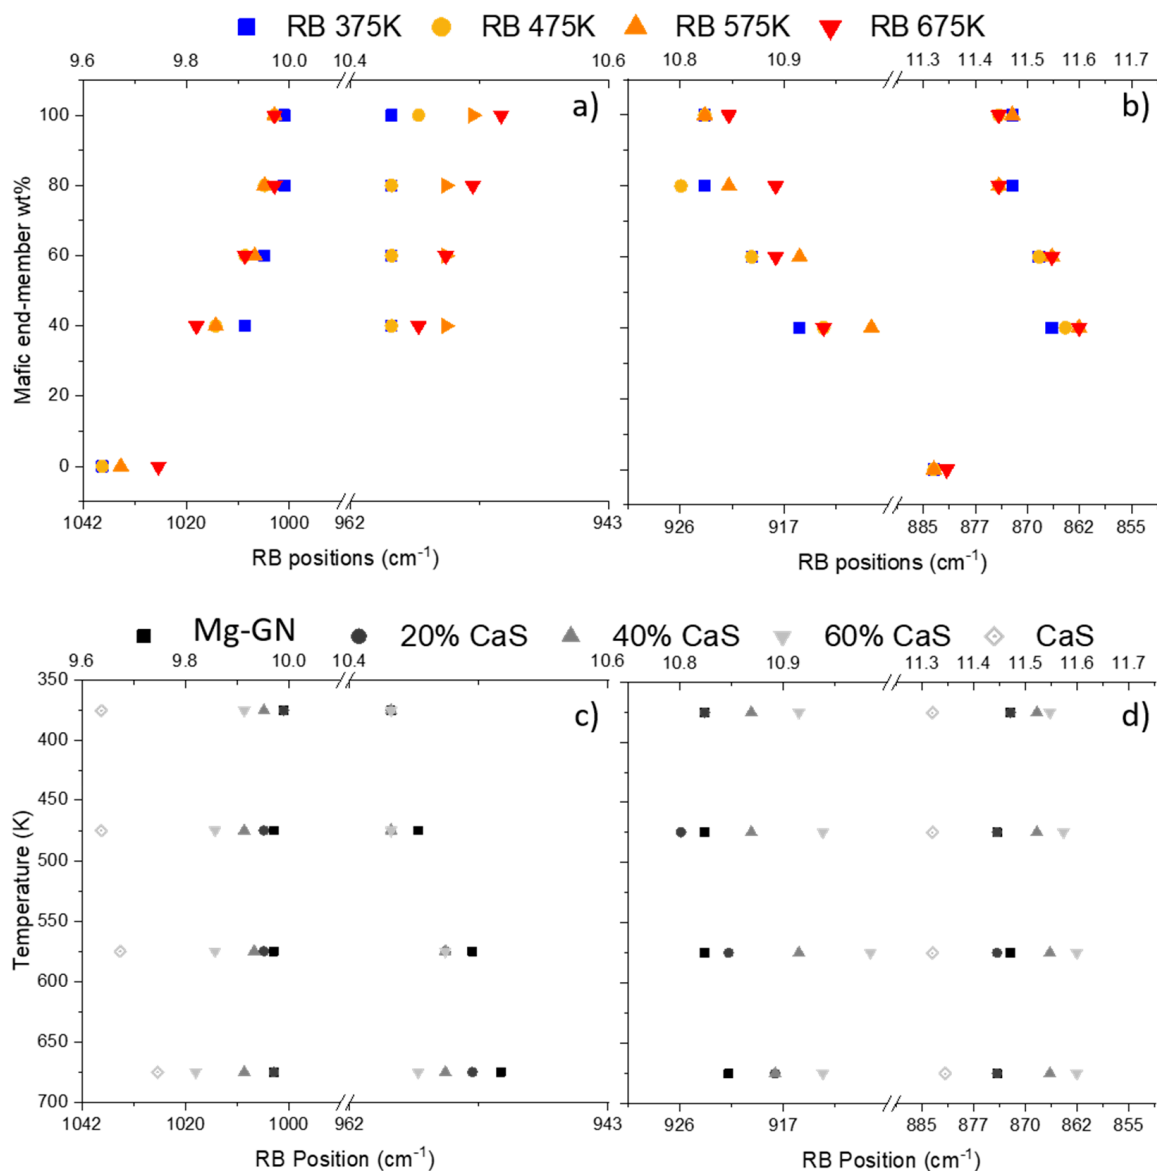 RB 375K RB 475K RB 575K RB 675K
9.6 9.8 10.0 10.4 10.6 10.8 10.9 11.3 11.4 11.5 11.6 11.7
a) b)
Mafic end-member wt%
100
80
60
40
20
0
1042 1020 1000 962 943 926 917 885 877 870 862 855
RB positions (cm-1) RB positions (cm-1)
Mg-GN 20% CaS 40% CaS 60% CaS CaS
9.6 9.8 10.0 10.4 10.6 10.8 10.9 11.3 11.4 11.5 11.6 11.7
c) d)
Temperature (K)
350
400
450
500
550
600
650
700
1042 1020 1000 962 943 926 917 885 877 870 862 855
RB Position (cm-1) RB Position (cm-1)